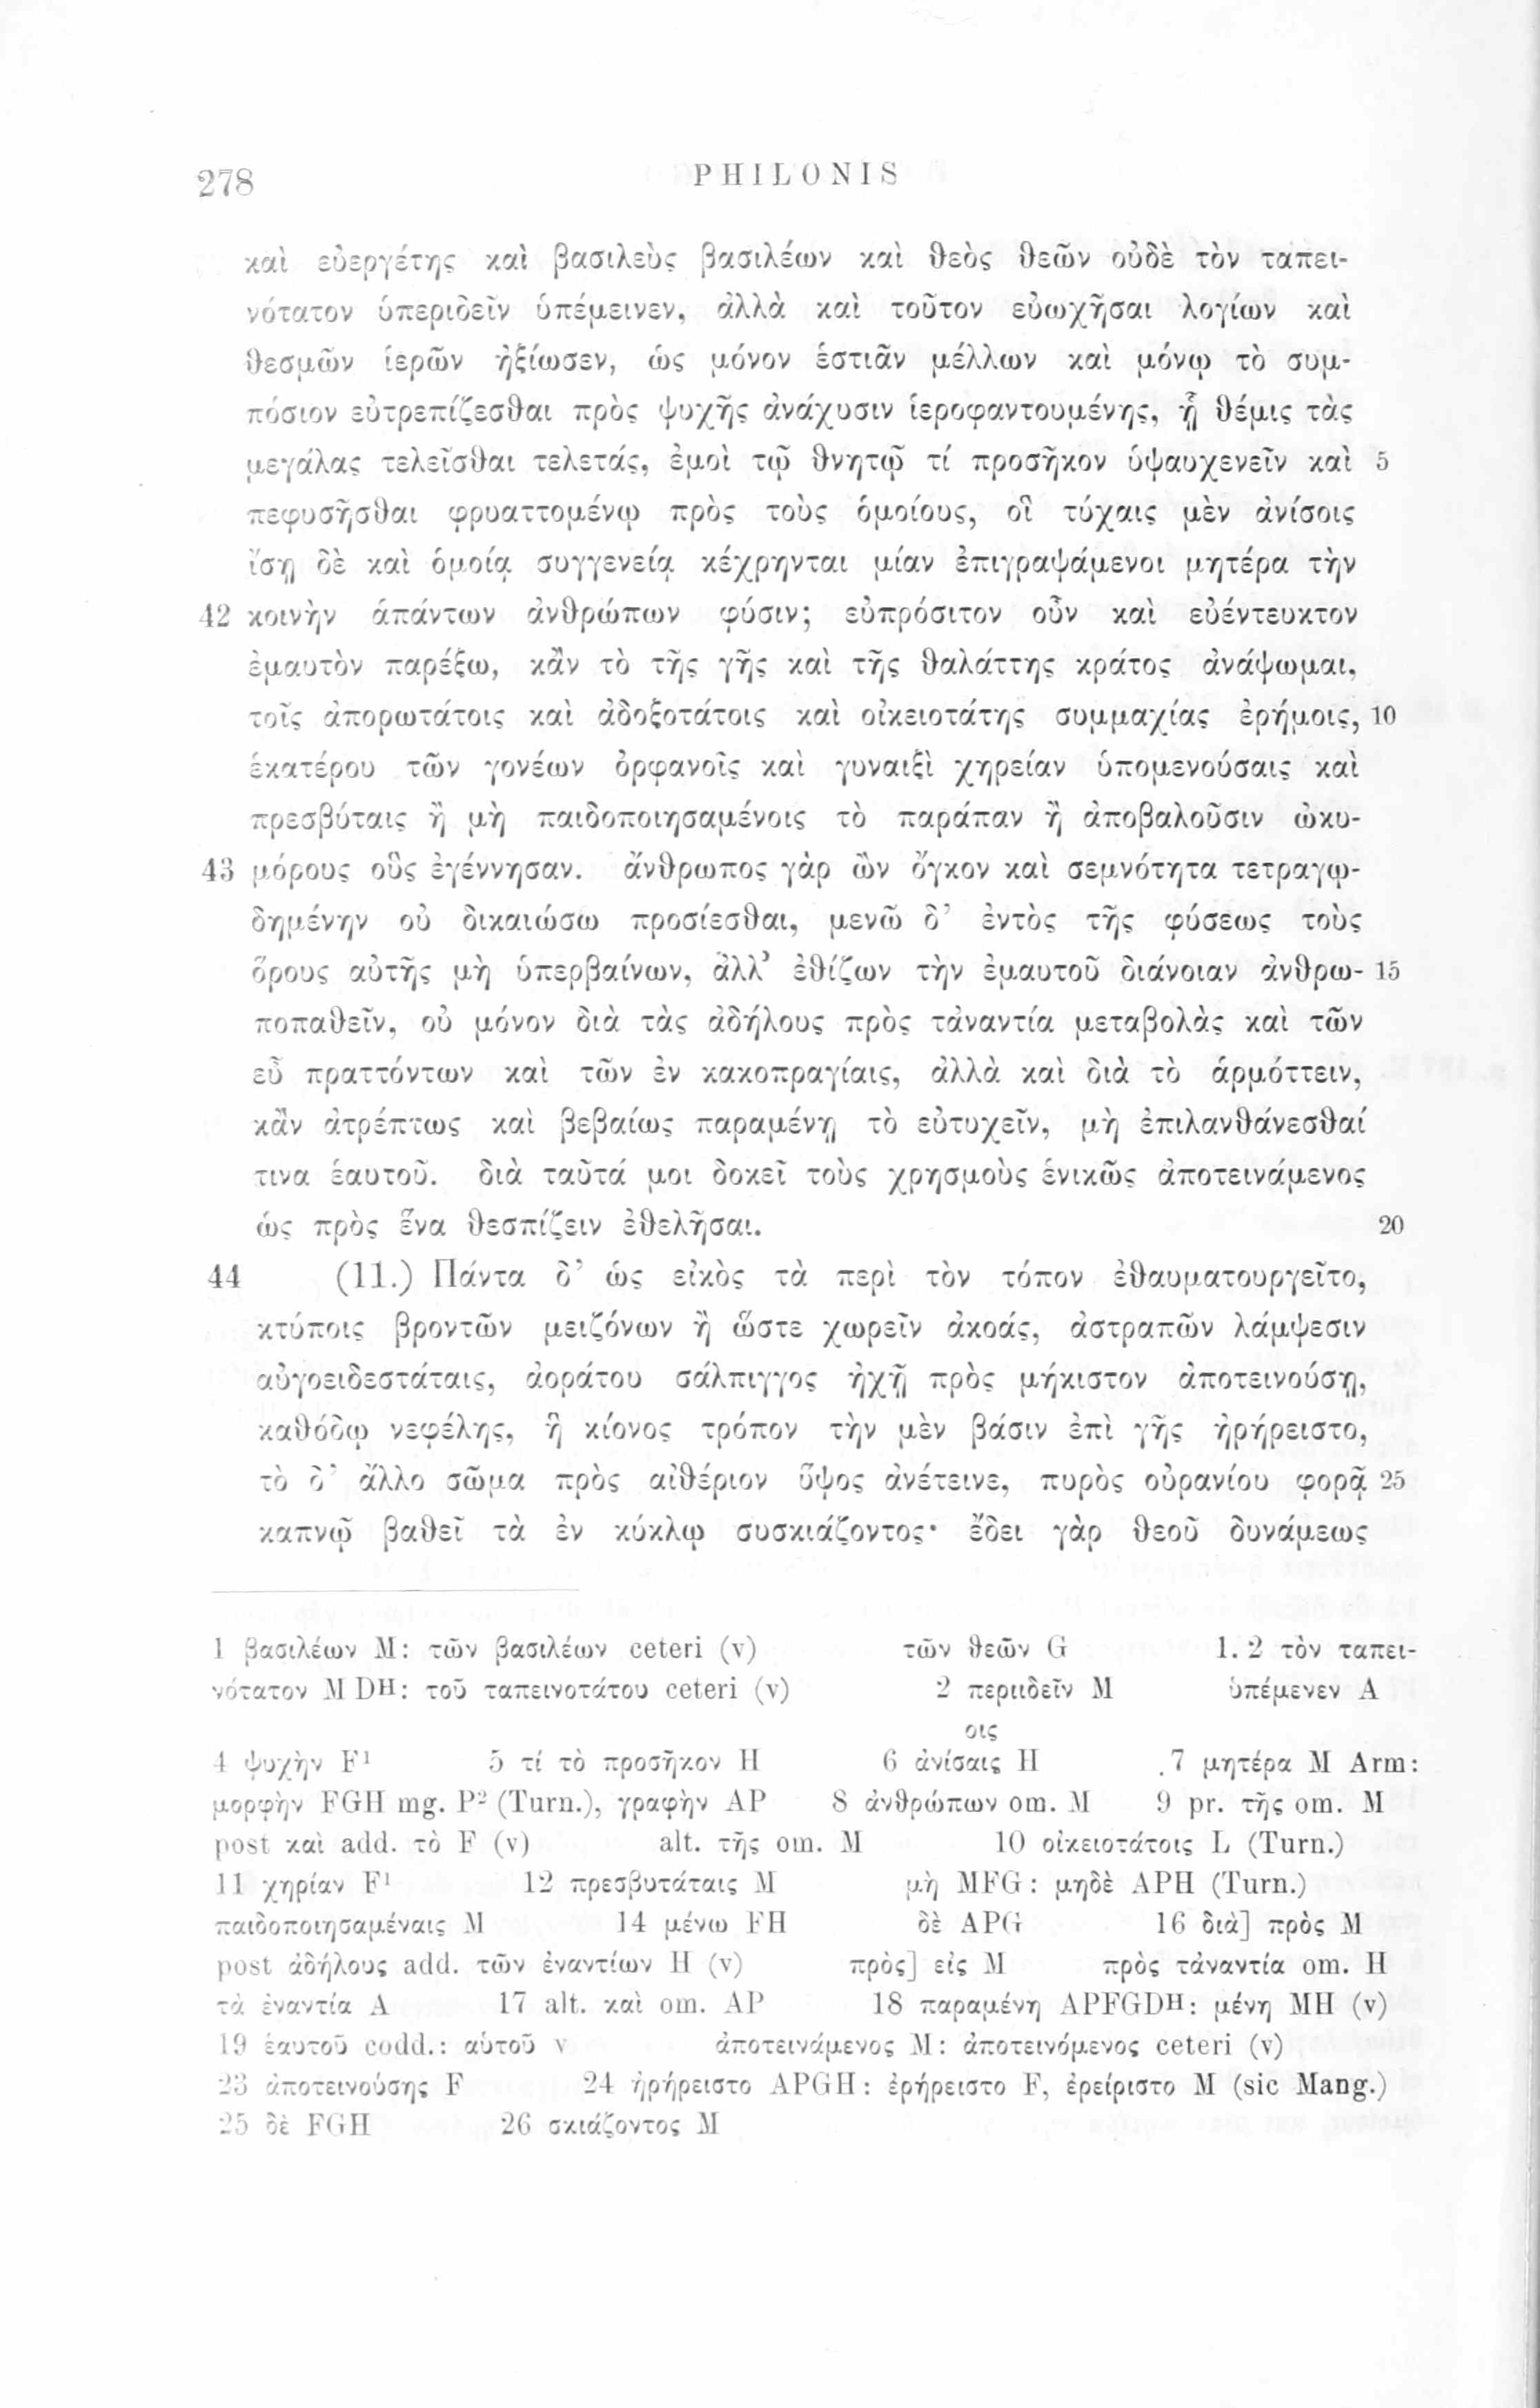 278
PHILONIS
καὶ εὐεργέτης καὶ βασιλεὺς βασιλέων καὶ θεὸς θεῶν οὐδὲ τὸν ταπει-
νότατον ὑπεριδεῖν ὑπέμεινεν, ἀλλὰ καὶ τοῦτον εὐωχῆσαι λογίων καὶ
θεσμῶν ἱερῶν ἠξίωσεν, ὡς μόνον ἑστιᾶν μέλλων καὶ μόνῳ τὸ συμ-
πόσιον εὐτρεπίζεσθαι πρὸς ψυχῆς ἀνάχυσιν ἱεροφαντουμένης, ᾗ θέμις τὰς
μεγάλας τελεῖσθαι τελετάς, ἐμοὶ τῷ θνητῷ τί προσῆκον ὑψαυχενεῖν καὶ 5
πεφυσῆσθαι φρυαττομένῳ πρὸς τοὺς ὁμοίους, οἳ τύχαις μὲν ἀνίσοις
ἴσῃ δὲ καὶ ὁμοίᾳ συγγενείᾳ κέχρηνται μίαν ἐπιγραψάμενοι μητέρα τὴν
42 κοινὴν ἁπάντων ἀνθρώπων φύσιν; εὐπρόσιτον οὖν καὶ εὐέντευκτον
ἐμαυτὸν παρέξω, κἂν τὸ τῆς γῆς καὶ τῆς θαλάττης κράτος ἀνάψωμαι,
τοῖς ἀπορωτάτοις καὶ ἀδοξοτάτοις καὶ οἰκειοτάτης συμμαχίας ἐρήμοις, 10
ἑκατέρου τῶν γονέων ὀρφανοῖς καὶ γυναιξὶ χηρείαν ὑπομενούσαις καὶ
πρεσβύταις ἢ μὴ παιδοποιησαμένοις τὸ παράπαν ἢ ἀποβαλοῦσιν ὠκυ-
43 μόρους οὓς ἐγέννησαν. ἄνθρωπος γὰρ ὢν ὄγκον καὶ σεμνότητα τετραγῳ-
δημένην οὐ δικαιώσω προσίεσθαι, μενῶ δ’ ἐντὸς τῆς φύσεως τοὺς
ὅρους αὐτῆς μὴ ὑπερβαίνων, ἀλλ’ ἐθίζων τὴν ἐμαυτοῦ διάνοιαν ἀνθρω- 15
ποπαθεῖν, οὐ μόνον διὰ τὰς ἀδήλους πρὸς τἀναντία μεταβολὰς καὶ τῶν
εὖ πραττόντων καὶ τῶν ἐν κακοπραγίαις, ἀλλὰ καὶ διὰ τὸ ἁρμόττειν,
κἂν ἀτρέπτως καὶ βεβαίως παραμένῃ τὸ εὐτυχεῖν, μὴ ἐπιλανθάνεσθαί
τινα ἑαυτοῦ. διὰ ταῦτά μοι δοκεῖ τοὺς χρησμοὺς ἑνικῶς ἀποτεινάμενος
ὡς πρὸς ἕνα θεσπίζειν ἐθελῆσαι. 20
44 (11.) Πάντα δ’ ὡς εἰκὸς τὰ περὶ τὸν τόπον ἐθαυματουργεῖτο,
κτύποις βροντῶν μειζόνων ἢ ὥστε χωρεῖν ἀκοάς, ἀστραπῶν λάμψεσιν
αὐγοειδεστάταις, ἀοράτου σάλπιγγος ἠχῇ πρὸς μήκιστον ἀποτεινούσῃ,
καθόδῳ νεφέλης, ἣ κίονος τρόπον τὴν μὲν βάσιν ἐπὶ γῆς ἠρήρειστο,
τὸ δ’ ἄλλο σῶμα πρὸς αἰθέριον ὕψος ἀνέτεινε, πυρὸς οὐρανίου φορᾷ 25
καπνῷ βαθεῖ τὰ ἐν κύκλῳ συσκιάζοντος· ἔδει γὰρ θεοῦ δυνάμεως
1 βασιλέων M: τῶν βασιλέων ceteri (v) τῶν θεῶν G 1. 2 τὸν ταπει-
νότατον M DH: τοῦ ταπεινοτάτου ceteri (v) 2 περιιδεῖν M ὑπέμενεν A
οις
4 ψυχὴν F¹ 5 τί τὸ προσῆκον H 6 ἀνίσαις H 7 μητέρα M Arm:
μορφὴν FGH mg. P² (Turn.), γραφὴν AP 8 ἀνθρώπων om. M 9 pr. τῆς om. M
post καὶ add. τὸ F (v) alt. τῆς om. M 10 οἰκειοτάτοις L (Turn.)
11 χηρίαν F¹ 12 πρεσβυτάταις M μὴ MFG: μηδὲ APH (Turn.)
παιδοποιησαμέναις M 14 μένω FH δὲ APG 16 διὰ] πρὸς M
post ἀδήλους add. τῶν ἐναντίων H (v) πρὸς] εἰς M πρὸς τἀναντία om. H
τὰ ἐναντία A 17 alt. καὶ om. AP 18 παραμένῃ APFGDH: μένῃ MH (v)
19 ἑαυτοῦ codd.: αὑτοῦ v ἀποτεινάμενος M: ἀποτεινόμενος ceteri (v)
23 ἀποτεινούσης F 24 ἠρήρειστο APGH: ἐρήρειστο F, ἐρείριστο M (sic Mang.)
25 δὲ FGH 26 σκιάζοντος M